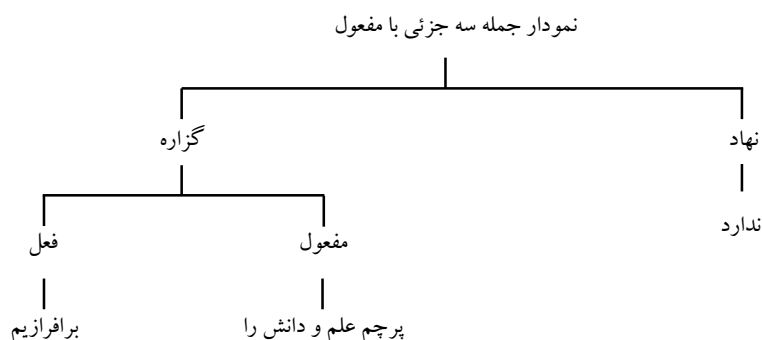 نمودار جمله سه جزئی با مفعول
نهاد
گزاره
ندارد
مفعول
فعل
پرچم علم و دانش را
برافرازیم